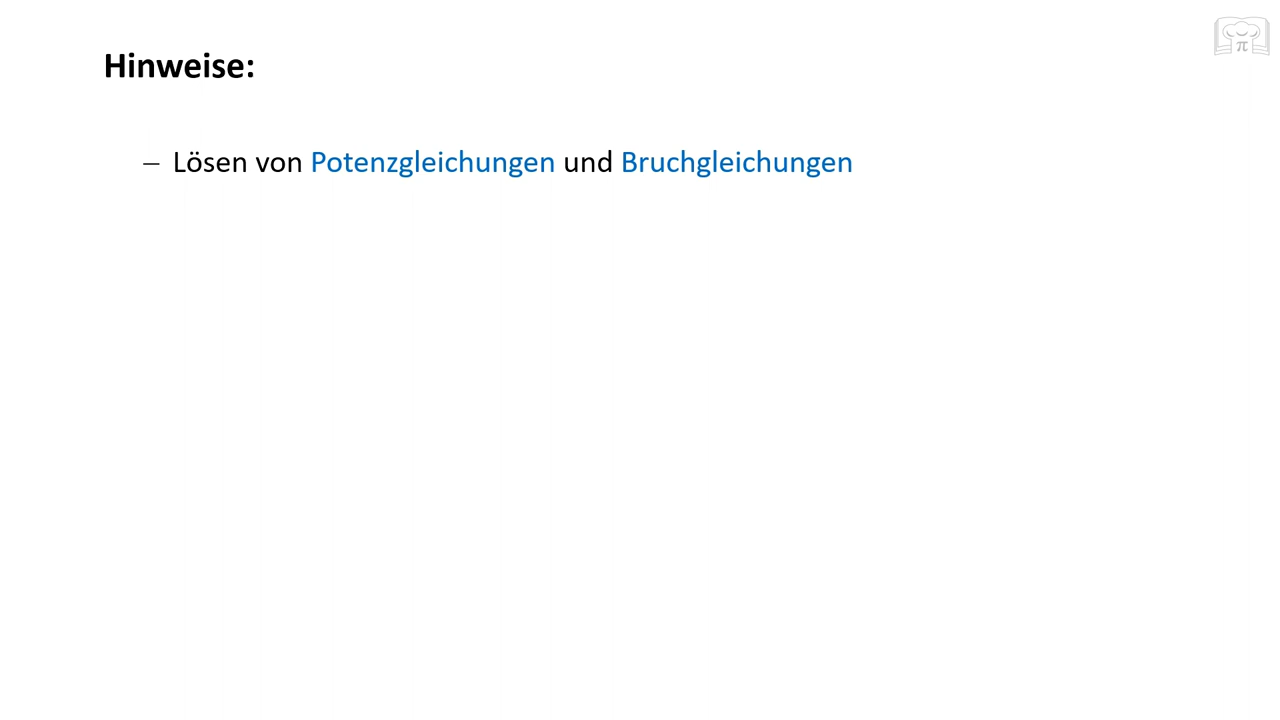 Hinweise:
– Lösen von Potenzgleichungen und Bruchgleichungen
π